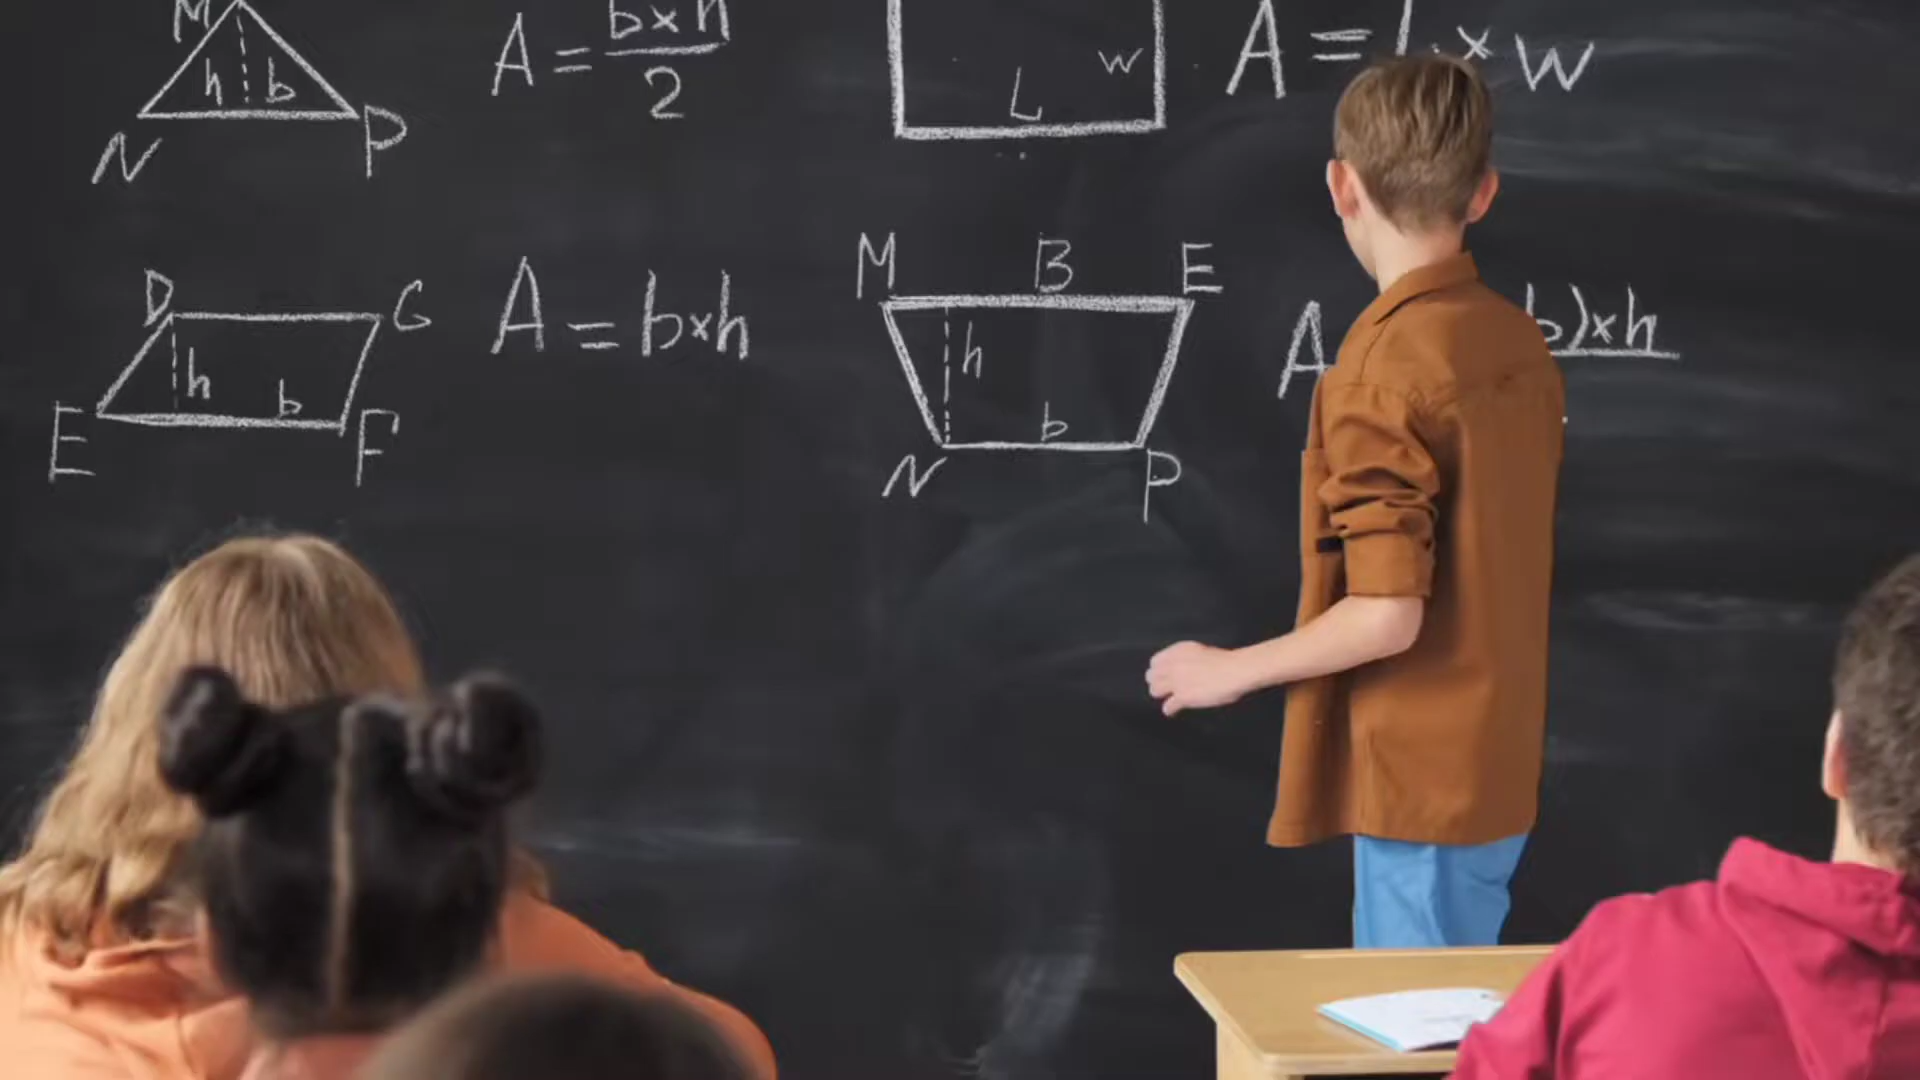 M
h b
N P
A = b×h
2
L
w
A = L × w
D G
h
b
E F
A = b×h
M B E
h
b
N P
A
b)×h